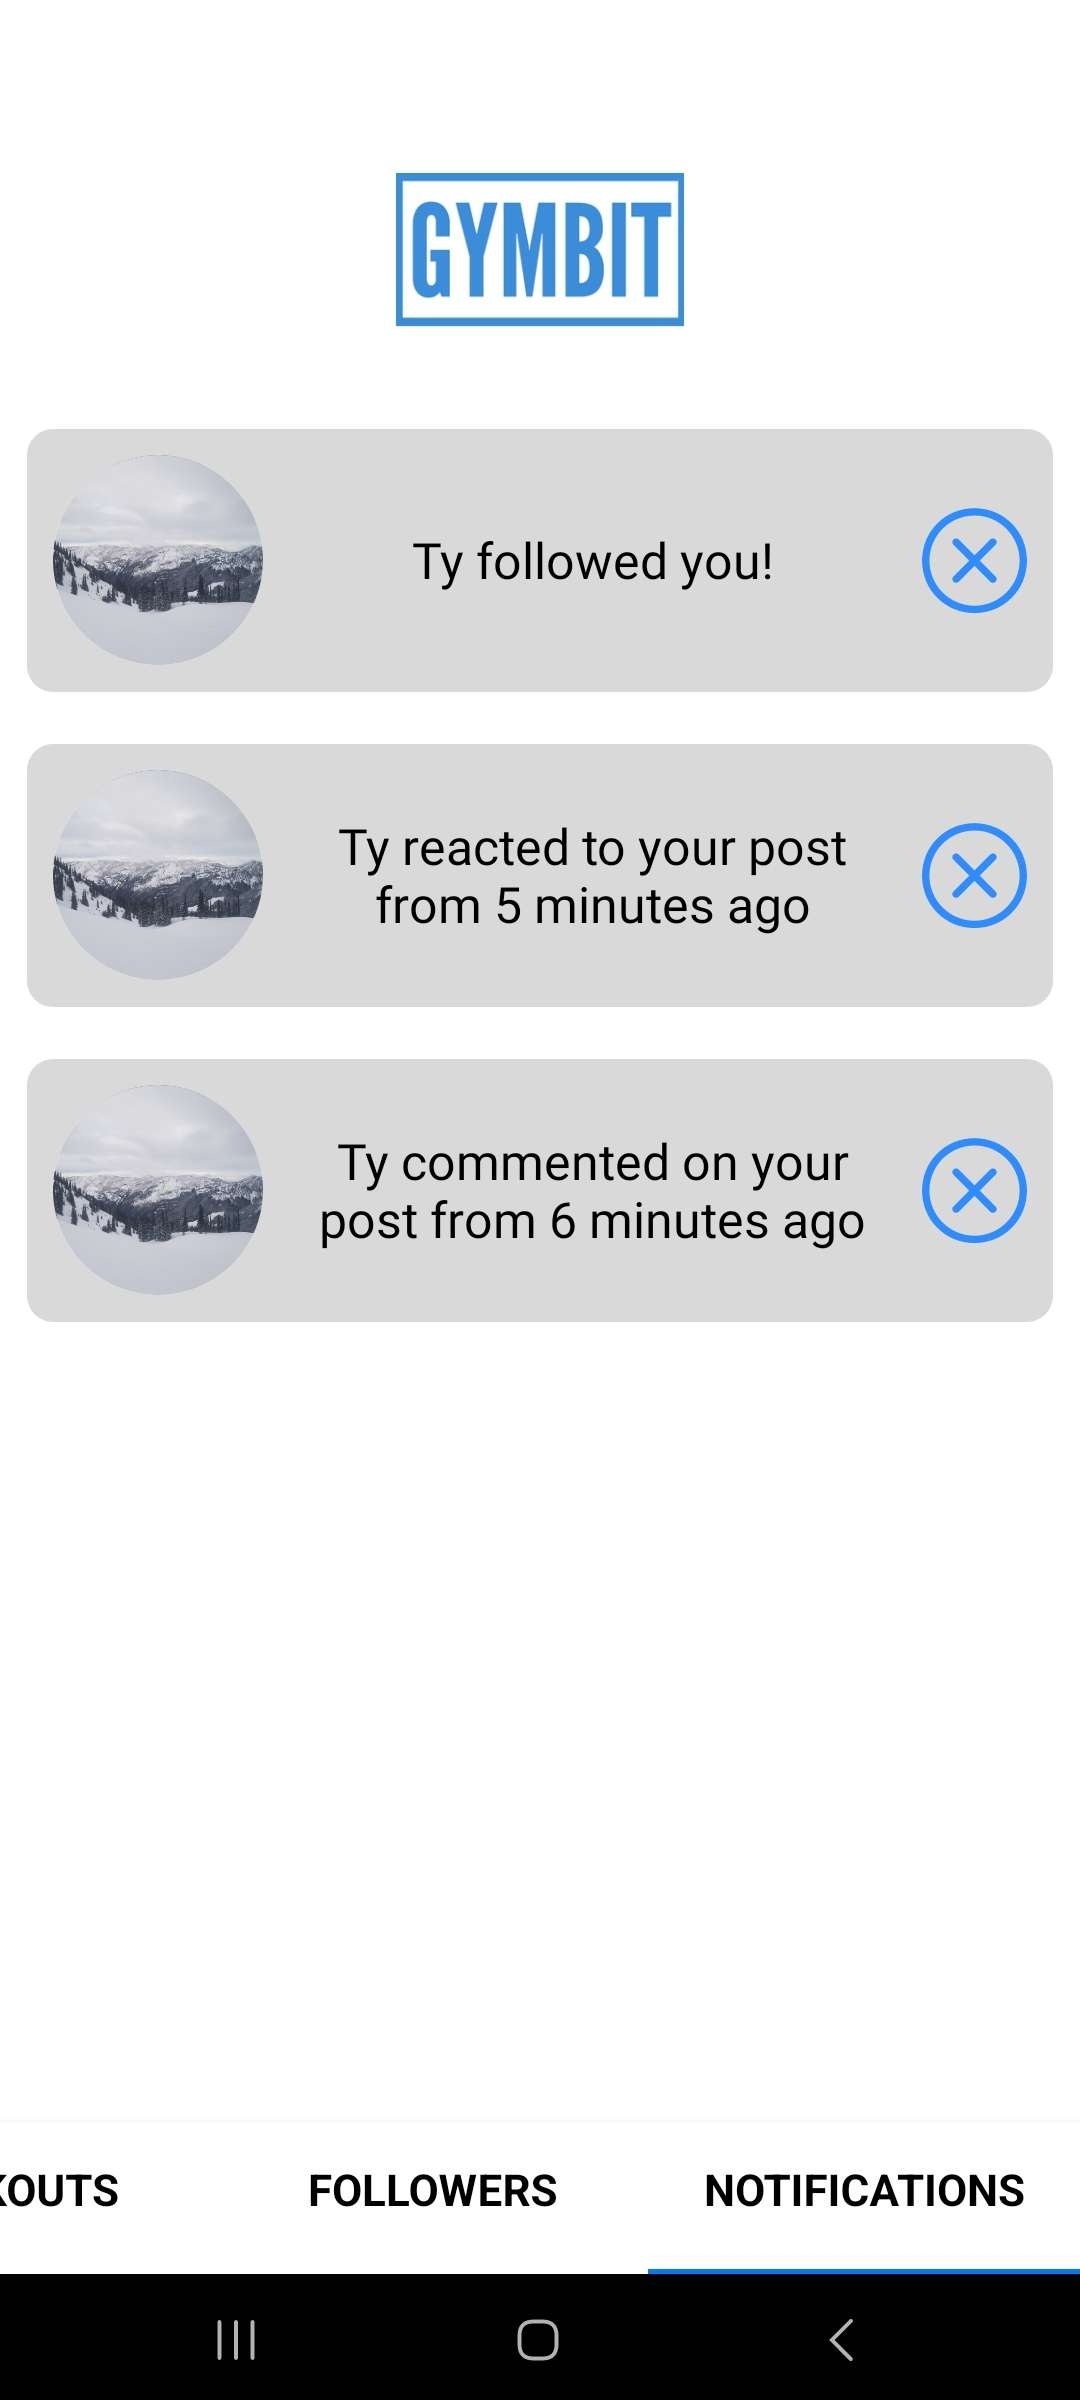 GYMBIT
Ty followed you!
Ty reacted to your post
from 5 minutes ago
Ty commented on your
post from 6 minutes ago
KOUTS
FOLLOWERS
NOTIFICATIONS